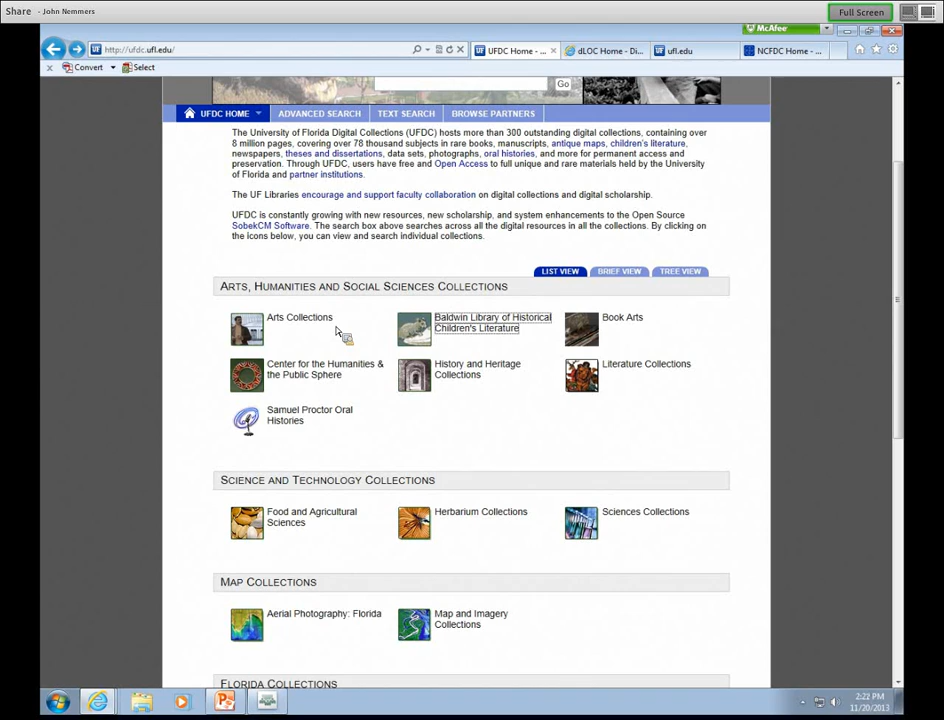 Share - John Nemmers
Full Screen
McAfee
http://ufdc.ufl.edu/
UFDC Home - ...
dLOC Home - Di...
ufl.edu
NCFDC Home - ...
Convert
Select
Go
UFDC HOME
ADVANCED SEARCH
TEXT SEARCH
BROWSE PARTNERS
The University of Florida Digital Collections (UFDC) hosts more than 300 outstanding digital collections, containing over
8 million pages, covering over 78 thousand subjects in rare books, manuscripts, antique maps, children's literature,
newspapers, theses and dissertations, data sets, photographs, oral histories, and more for permanent access and
preservation. Through UFDC, users have free and Open Access to full unique and rare materials held by the University
of Florida and partner institutions.
The UF Libraries encourage and support faculty collaboration on digital collections and digital scholarship.
UFDC is constantly growing with new resources, new scholarship, and system enhancements to the Open Source
SobekCM Software. The search box above searches across all the digital resources in all the collections. By clicking on
the icons below, you can view and search individual collections.
LIST VIEW
BRIEF VIEW
TREE VIEW
ARTS, HUMANITIES AND SOCIAL SCIENCES COLLECTIONS
Arts Collections
Baldwin Library of Historical
Children's Literature
Book Arts
Center for the Humanities &
the Public Sphere
History and Heritage
Collections
Literature Collections
Samuel Proctor Oral
Histories
SCIENCE AND TECHNOLOGY COLLECTIONS
Food and Agricultural
Sciences
Herbarium Collections
Sciences Collections
MAP COLLECTIONS
Aerial Photography: Florida
Map and Imagery
Collections
FLORIDA COLLECTIONS
2:22 PM
11/20/2013